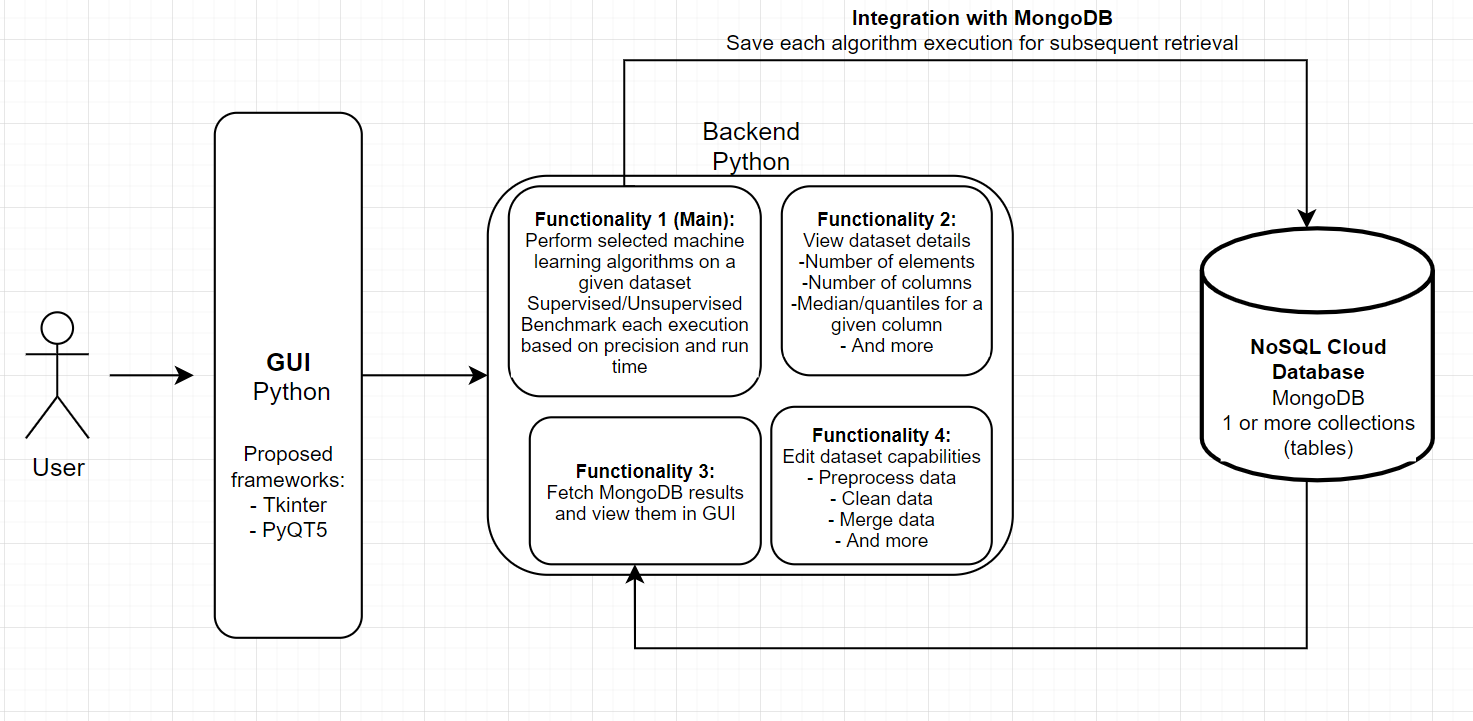 Integration with MongoDB
Save each algorithm execution for subsequent retrieval
User
GUI
Python
Proposed
frameworks:
- Tkinter
- PyQT5
Backend
Python
Functionality 1 (Main):
Perform selected machine
learning algorithms on a
given dataset
Supervised/Unsupervised
Benchmark each execution
based on precision and run
time
Functionality 2:
View dataset details
-Number of elements
-Number of columns
-Median/quantiles for a
given column
- And more
Functionality 3:
Fetch MongoDB results
and view them in GUI
Functionality 4:
Edit dataset capabilities
- Preprocess data
- Clean data
- Merge data
- And more
NoSQL Cloud
Database
MongoDB
1 or more collections
(tables)